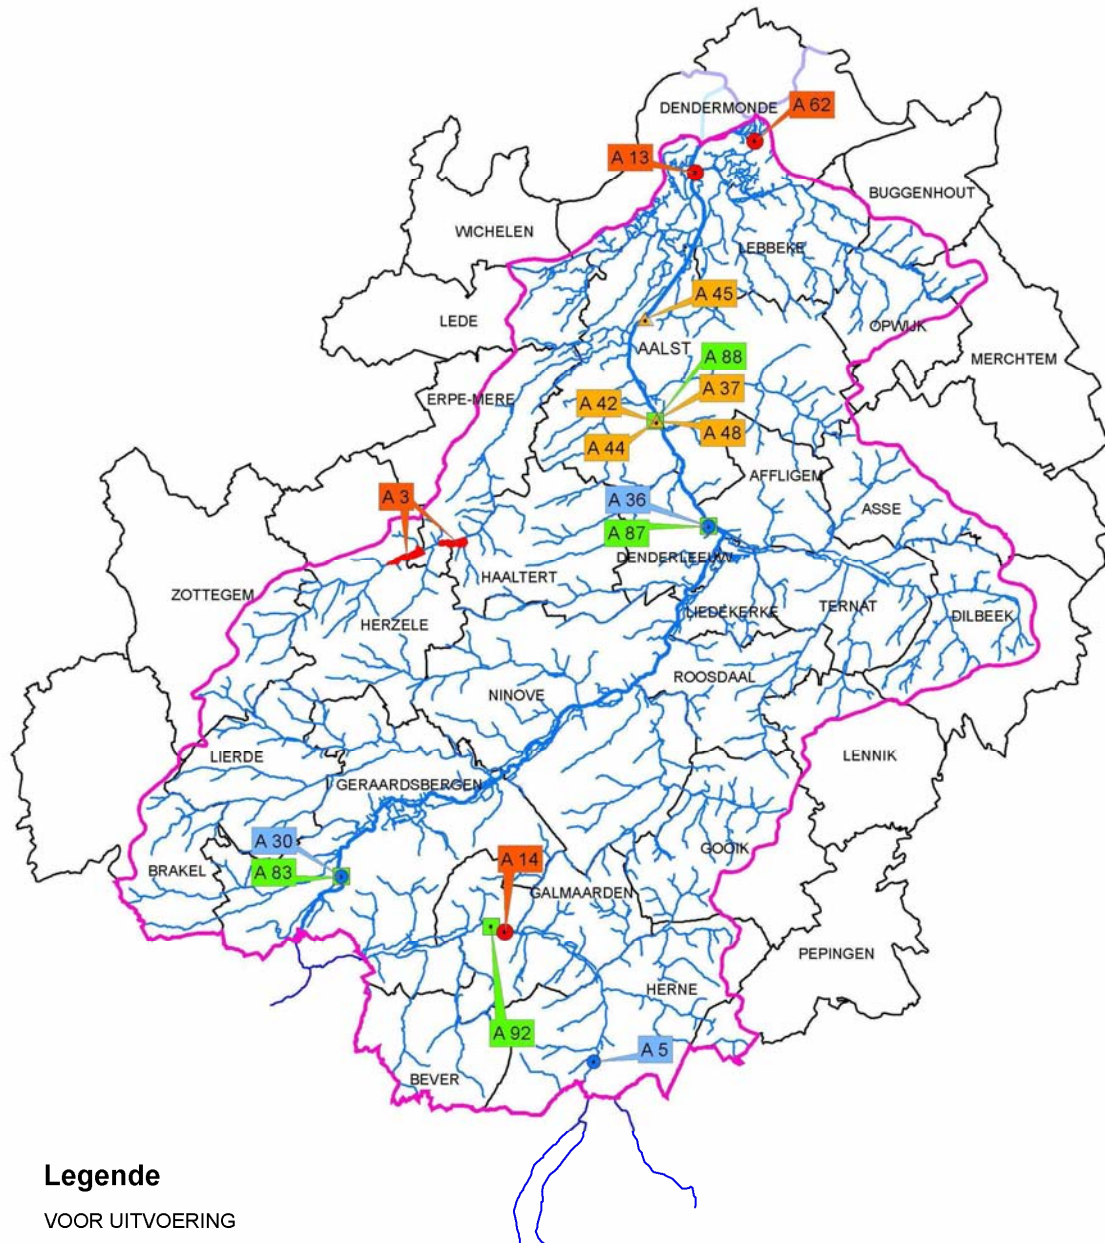 DENDERMONDE
A 62
A 13
BUGGENHOUT
WICHELEN
LEBBEKE
A 45
LEDE
OPWIJK
AALST
A 88
MERCHTEM
A 37
ERPE-MERE
A 42
A 48
A 44
AFFLIGEM
A 3
A 36
ASSE
A 87
DENDERLEEUW
HAALTERT
ZOTTEGEM
LIEDEKERKE
TERNAT
DILBEEK
HERZELE
ROOSDAAL
NINOVE
LIERDE
LENNIK
GERAARDSBERGEN
A 30
GOOIK
A 14
BRAKEL
A 83
GALMAARDEN
PEPINGEN
HERNE
A 92
A 5
BEVER
Legende
VOOR UITVOERING